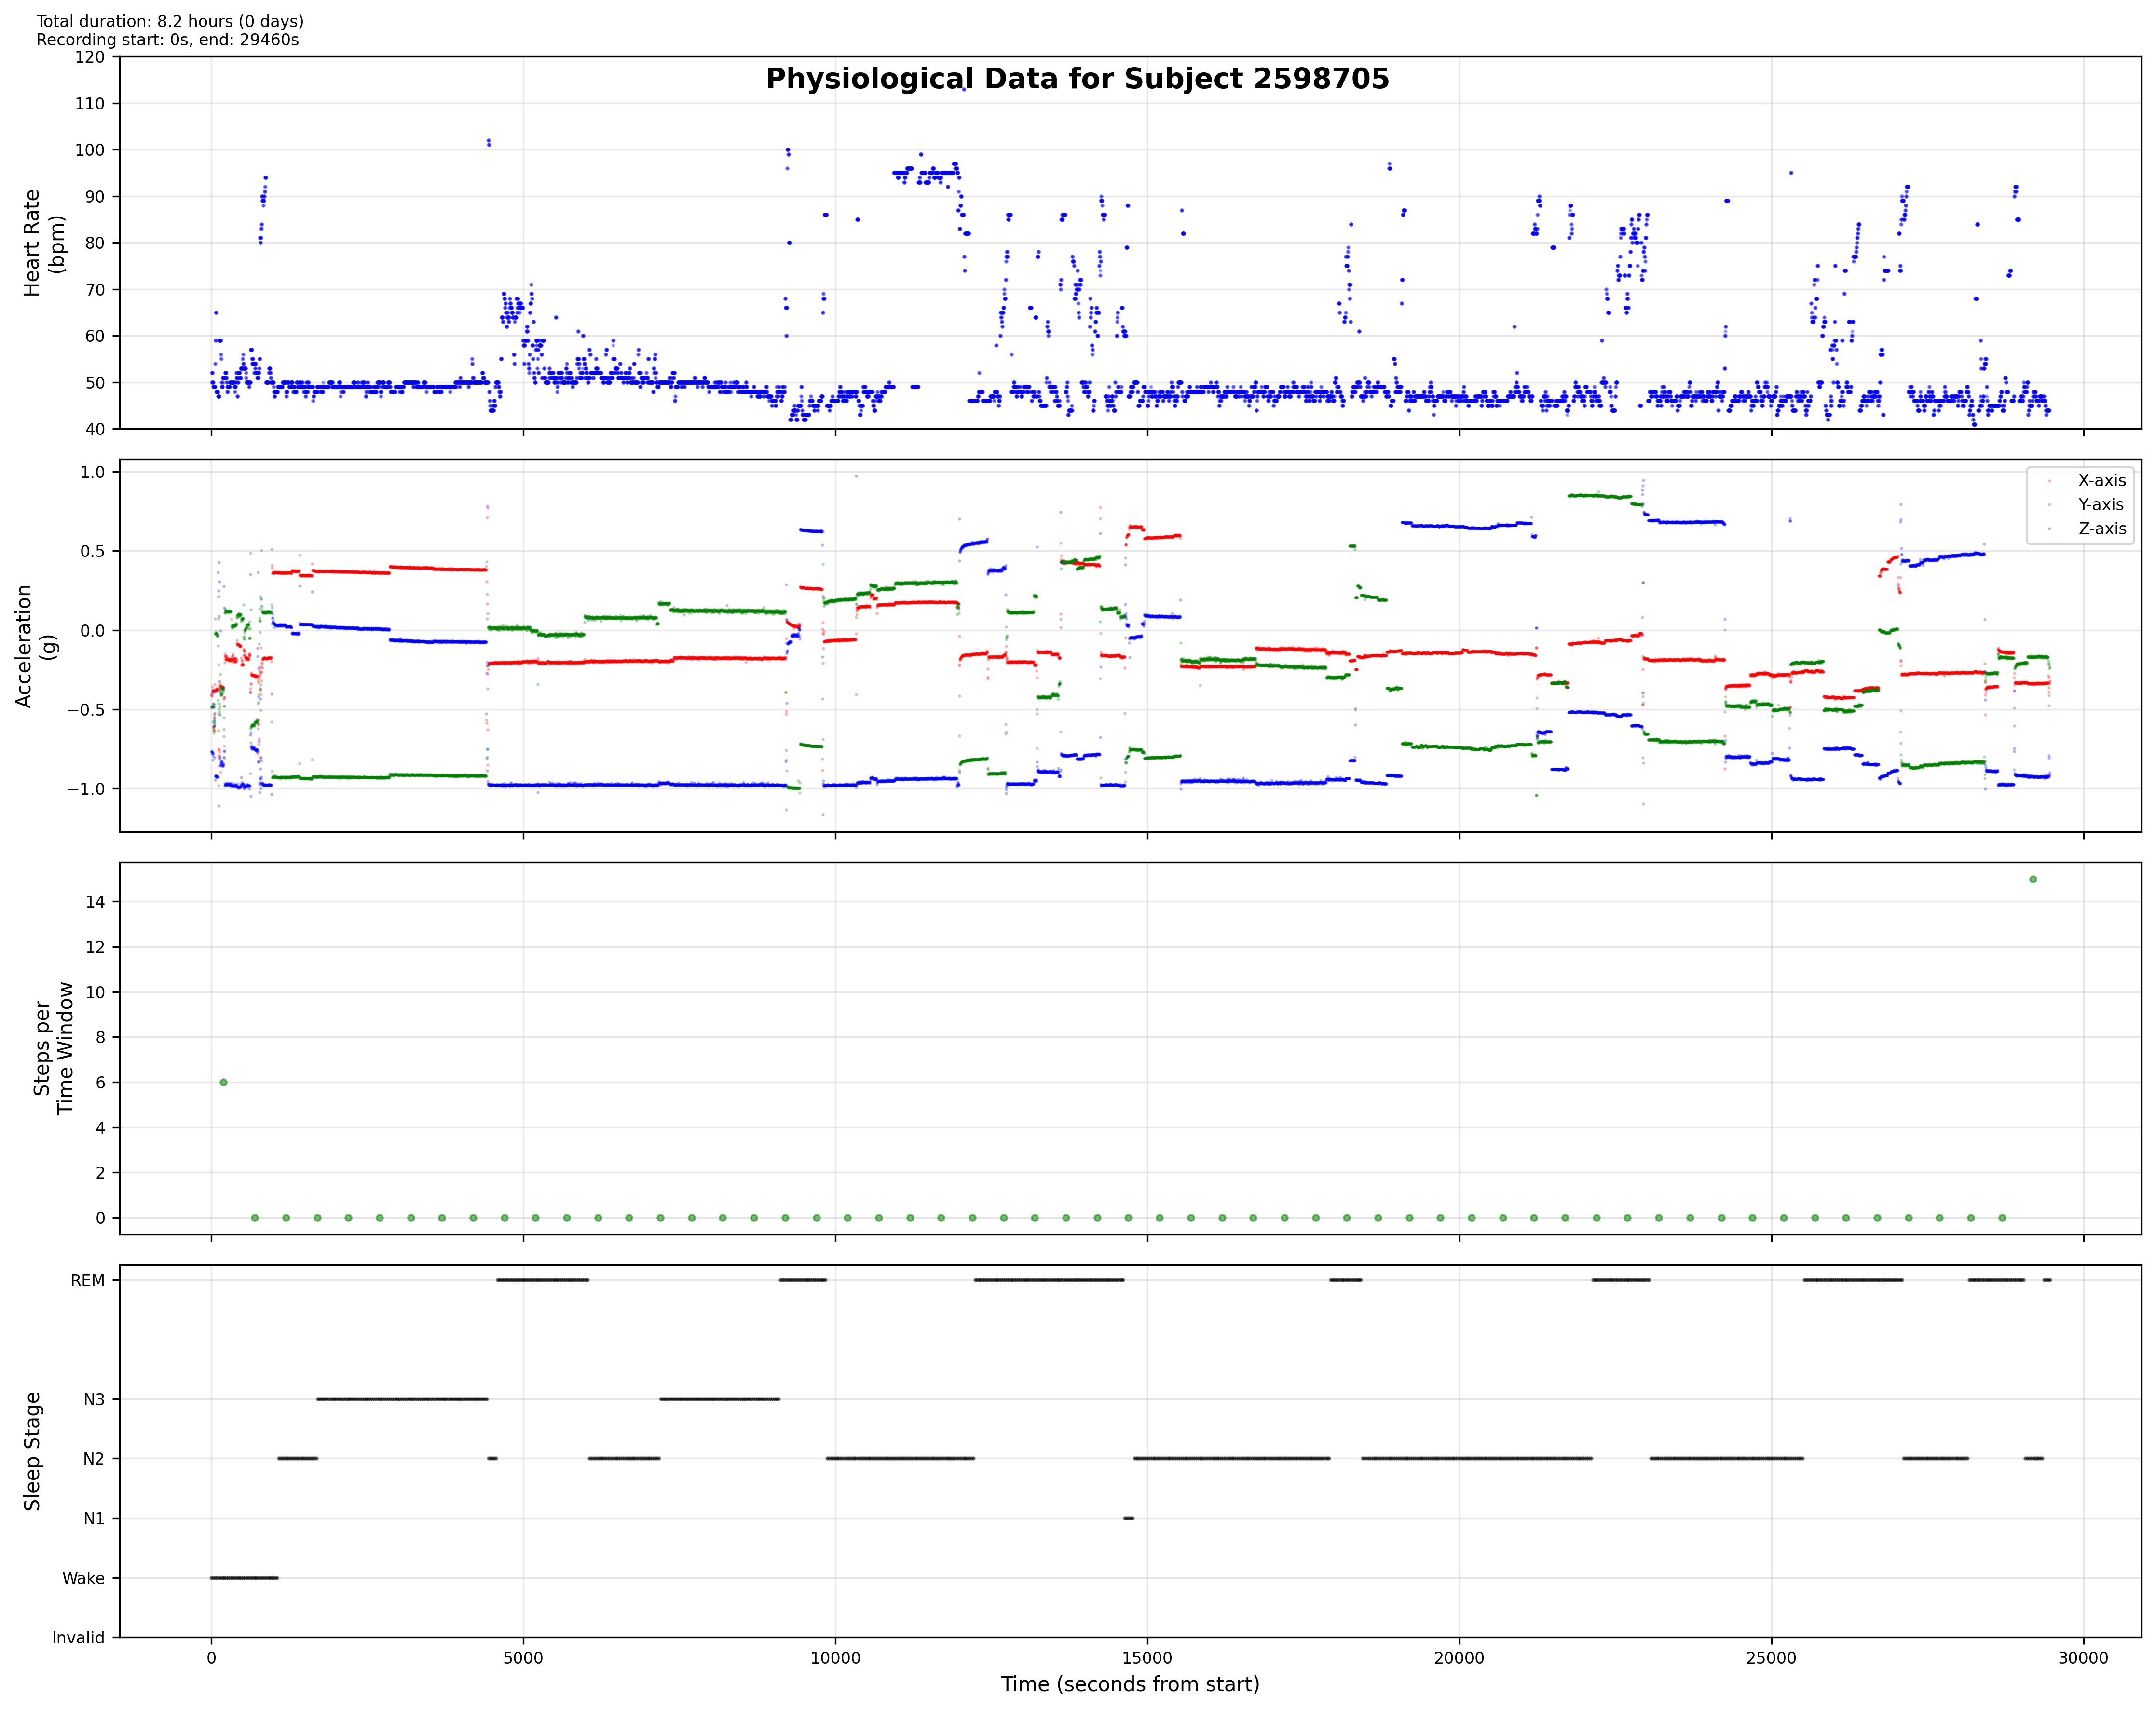 Total duration: 8.2 hours (0 days)
Recording start: 0s, end: 29460s
Physiological Data for Subject 2598705
120
110
100
90
80
70
60
50
40
Heart Rate
(bpm)
1.0
0.5
0.0
−0.5
−1.0
Acceleration
(g)
X-axis
Y-axis
Z-axis
14
12
10
8
6
4
2
0
Steps per
Time Window
REM
N3
N2
N1
Wake
Invalid
Sleep Stage
0 5000 10000 15000 20000 25000 30000
Time (seconds from start)